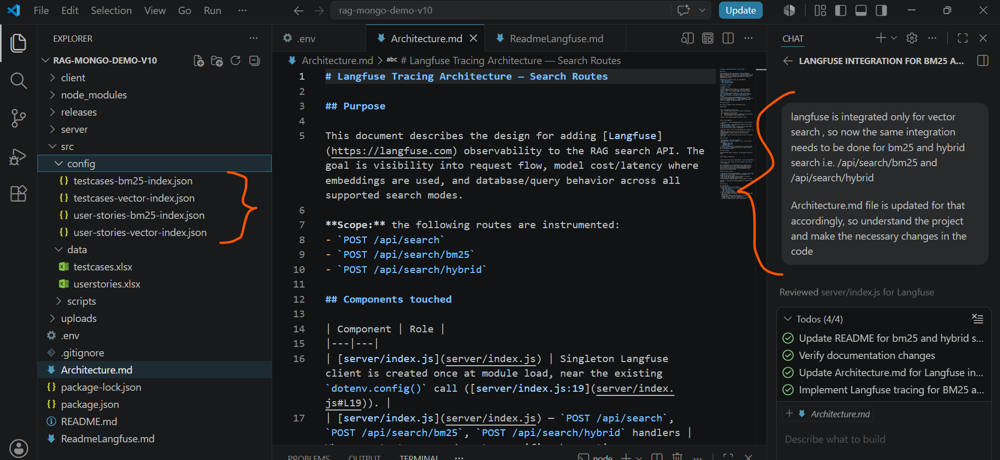 File Edit Selection View Go Run ...
rag-mongo-demo-v10
Update
EXPLORER
RAG-MONGO-DEMO-V10
client
node_modules
releases
server
src
config
testcases-bm25-index.json
testcases-vector-index.json
user-stories-bm25-index.json
user-stories-vector-index.json
data
testcases.xlsx
userstories.xlsx
scripts
uploads
.env
.gitignore
Architecture.md
package-lock.json
package.json
README.md
ReadmeLangfuse.md
.env
Architecture.md
ReadmeLangfuse.md
Architecture.md > abc # Langfuse Tracing Architecture — Search Routes
1 # Langfuse Tracing Architecture — Search Routes
2
3 ## Purpose
4
5 This document describes the design for adding [Langfuse]
(https://langfuse.com) observability to the RAG search API. The
goal is visibility into request flow, model cost/latency where
embeddings are used, and database/query behavior across all
supported search modes.
6
7 **Scope:** the following routes are instrumented:
8 - `POST /api/search`
9 - `POST /api/search/bm25`
10 - `POST /api/search/hybrid`
11
12 ## Components touched
13
14 | Component | Role |
15 |---|---|
16 | [server/index.js](server/index.js) | Singleton Langfuse
client is created once at module load, near the existing
`dotenv.config()` call ([server/index.js:19](server/index.
js#L19)). |
17 | [server/index.js](server/index.js) — `POST /api/search`,
`POST /api/search/bm25`, `POST /api/search/hybrid` handlers |
PROBLEMS OUTPUT TERMINAL ...
node
CHAT
LANGFUSE INTEGRATION FOR BM25 A...
langfuse is integrated only for vector
search , so now the same integration
needs to be done for bm25 and hybrid
search i.e. /api/search/bm25 and
/api/search/hybrid
Architecture.md file is updated for that
accordingly, so understand the project
and make the necessary changes in the
code
Reviewed server/index.js for Langfuse
Todos (4/4)
Update README for bm25 and hybrid s...
Verify documentation changes
Update Architecture.md for Langfuse in...
Implement Langfuse tracing for BM25 a...
Architecture.md
Describe what to build